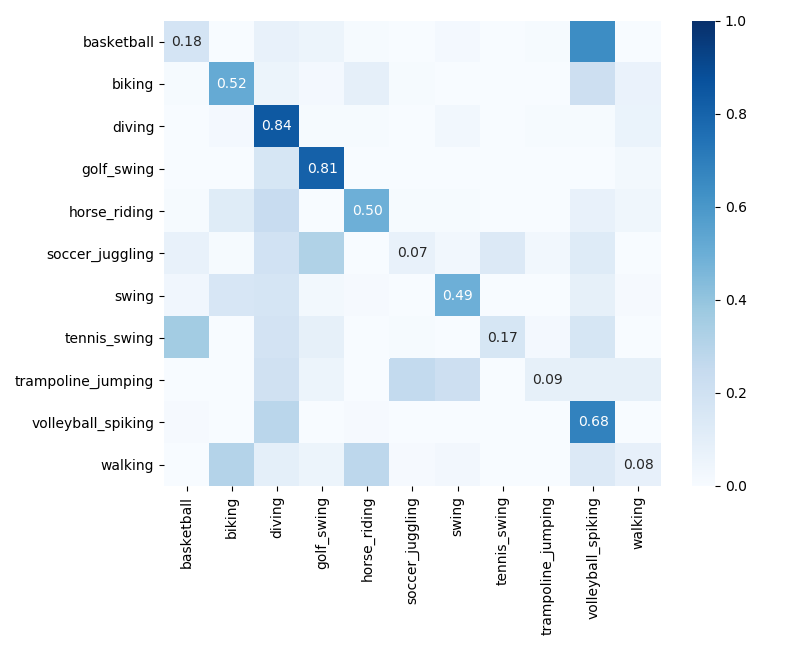 basketball 0.18
biking 0.52
diving 0.84
golf_swing 0.81
horse_riding 0.50
soccer_juggling 0.07
swing 0.49
tennis_swing 0.17
trampoline_jumping 0.09
volleyball_spiking 0.68
walking 0.08
basketball
biking
diving
golf_swing
horse_riding
soccer_juggling
swing
tennis_swing
trampoline_jumping
volleyball_spiking
walking
1.0
0.8
0.6
0.4
0.2
0.0